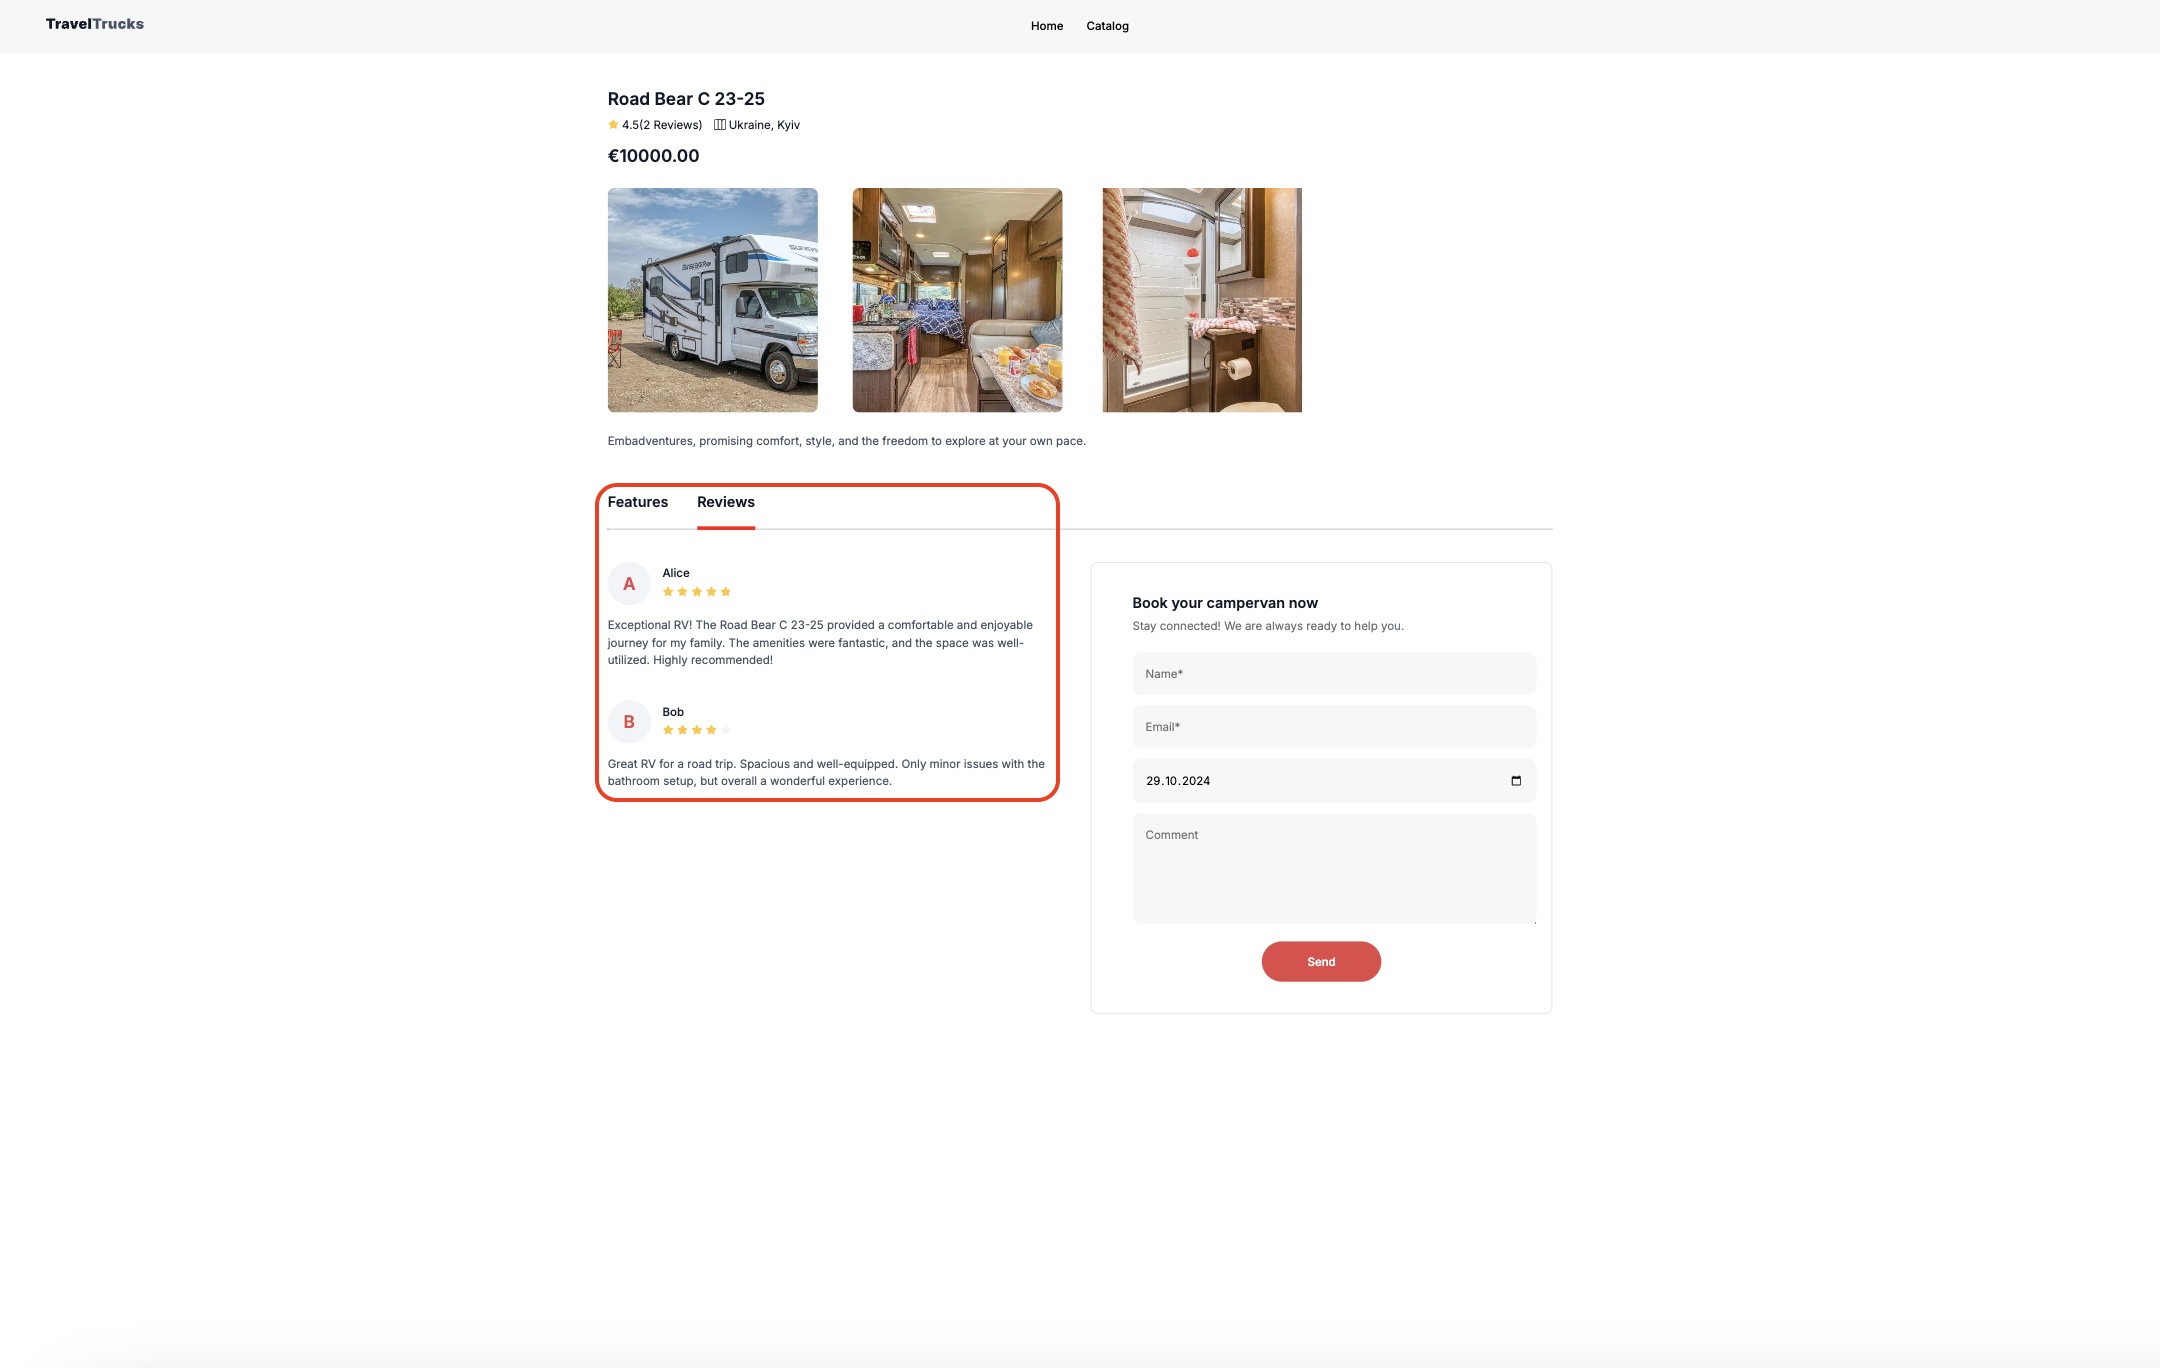 TravelTrucks
Home Catalog
Road Bear C 23-25
4.5(2 Reviews) Ukraine, Kyiv
€10000.00
Embadventures, promising comfort, style, and the freedom to explore at your own pace.
Features Reviews
A
Alice
Exceptional RV! The Road Bear C 23-25 provided a comfortable and enjoyable
journey for my family. The amenities were fantastic, and the space was well-
utilized. Highly recommended!
B
Bob
Great RV for a road trip. Spacious and well-equipped. Only minor issues with the
bathroom setup, but overall a wonderful experience.
Book your campervan now
Stay connected! We are always ready to help you.
Name*
Email*
29.10.2024
Comment
Send